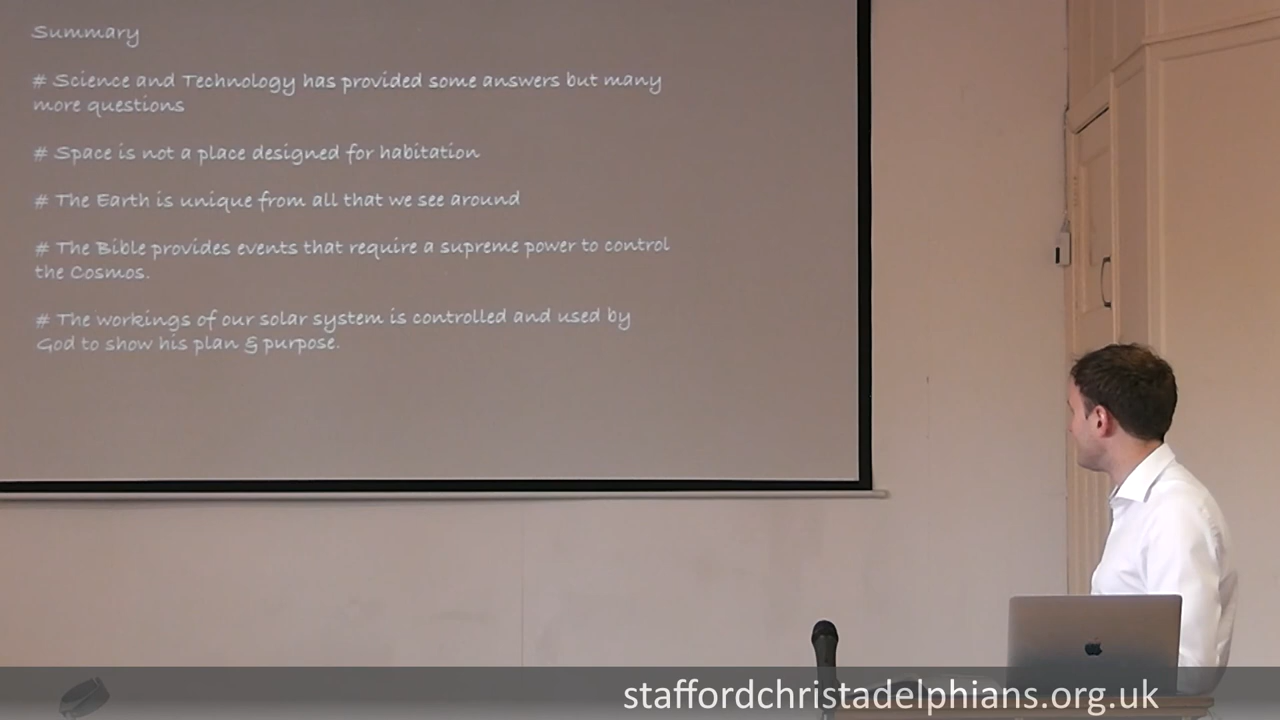 Summary
# Science and Technology has provided some answers but many
more questions
# Space is not a place designed for habitation
# The Earth is unique from all that we see around
# The Bible provides events that require a supreme power to control
the Cosmos.
# The workings of our solar system is controlled and used by
God to show his plan & purpose.
staffordchristadelphians.org.uk